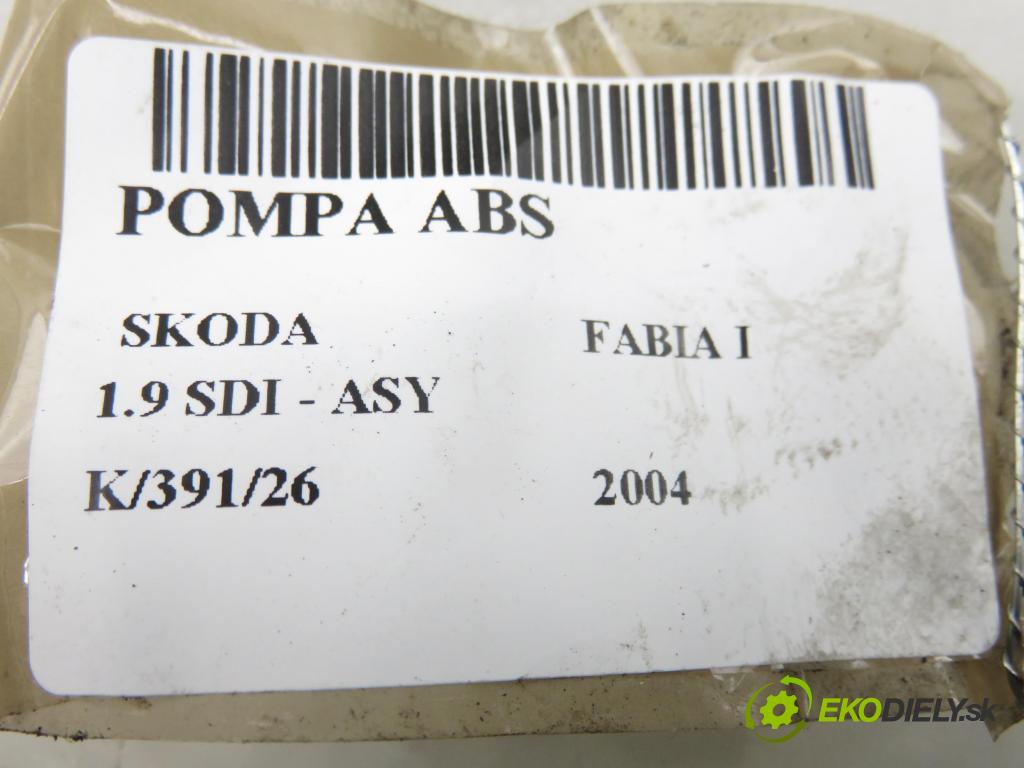 POMPA ABS
SKODA FABIA I
1.9 SDI - ASY
K/391/26 2004
EKODIELY.sk